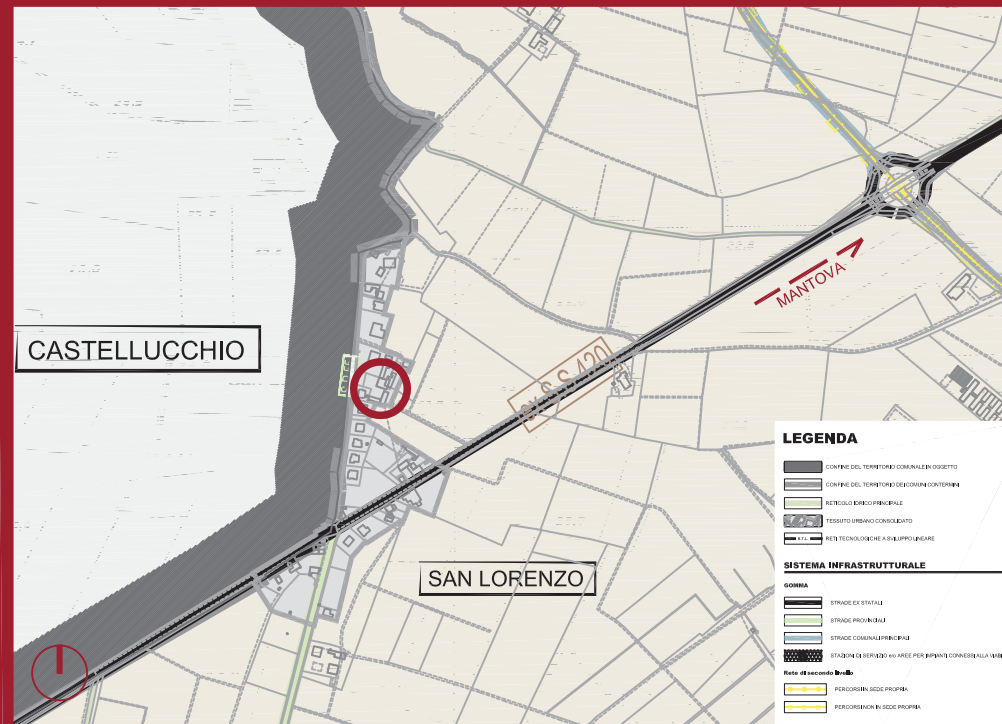 CASTELLUCCHIO
MANTOVA
ex S.S.420
SAN LORENZO
LEGENDA
CONFINE DEL TERRITORIO COMUNALE IN OGGETTO
CONFINE DEL TERRITORIO DEI COMUNI CONTERMINI
RETICOLO IDRICO PRINCIPALE
TESSUTO URBANO CONSOLIDATO
R.T.L. RETI TECNOLOGICHE A SVILUPPO LINEARE
SISTEMA INFRASTRUTTURALE
GOMMA
STRADE EX STATALI
STRADE PROVINCIALI
STRADE COMUNALI PRINCIPALI
STAZIONI DI SERVIZIO e/o AREE PER IMPIANTI CONNESSI ALLA VIABI
Rete di secondo livello
PERCORSI IN SEDE PROPRIA
PERCORSI NON IN SEDE PROPRIA